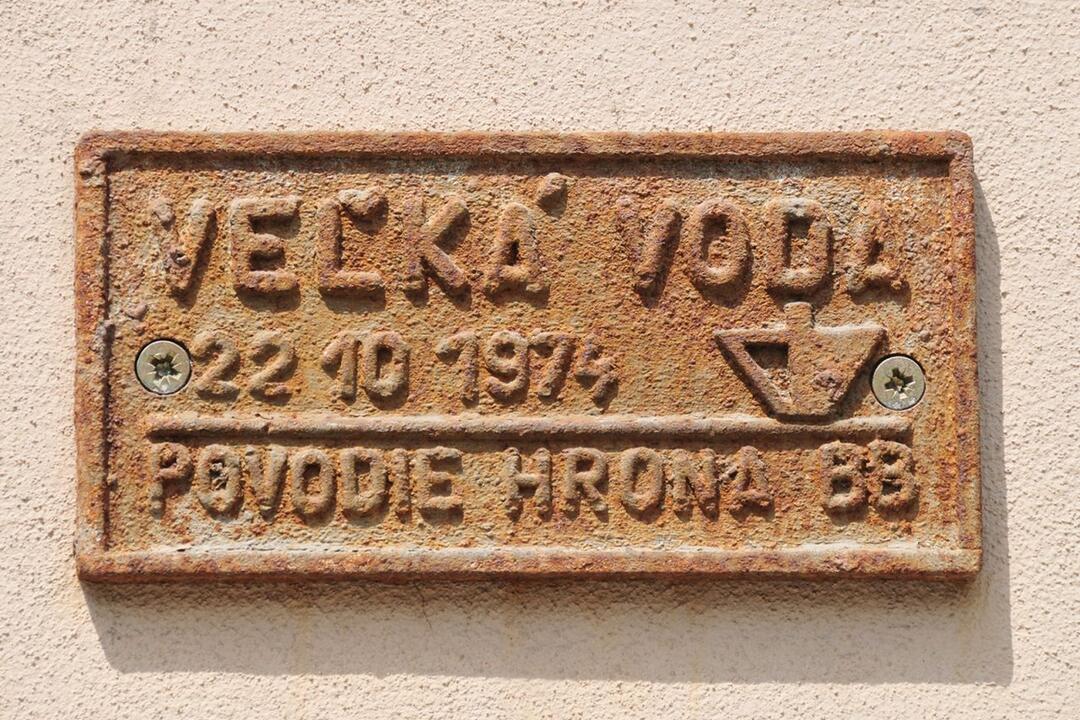 VEĽKÁ VODA
22 10 1974
POVODIE HRONA BB